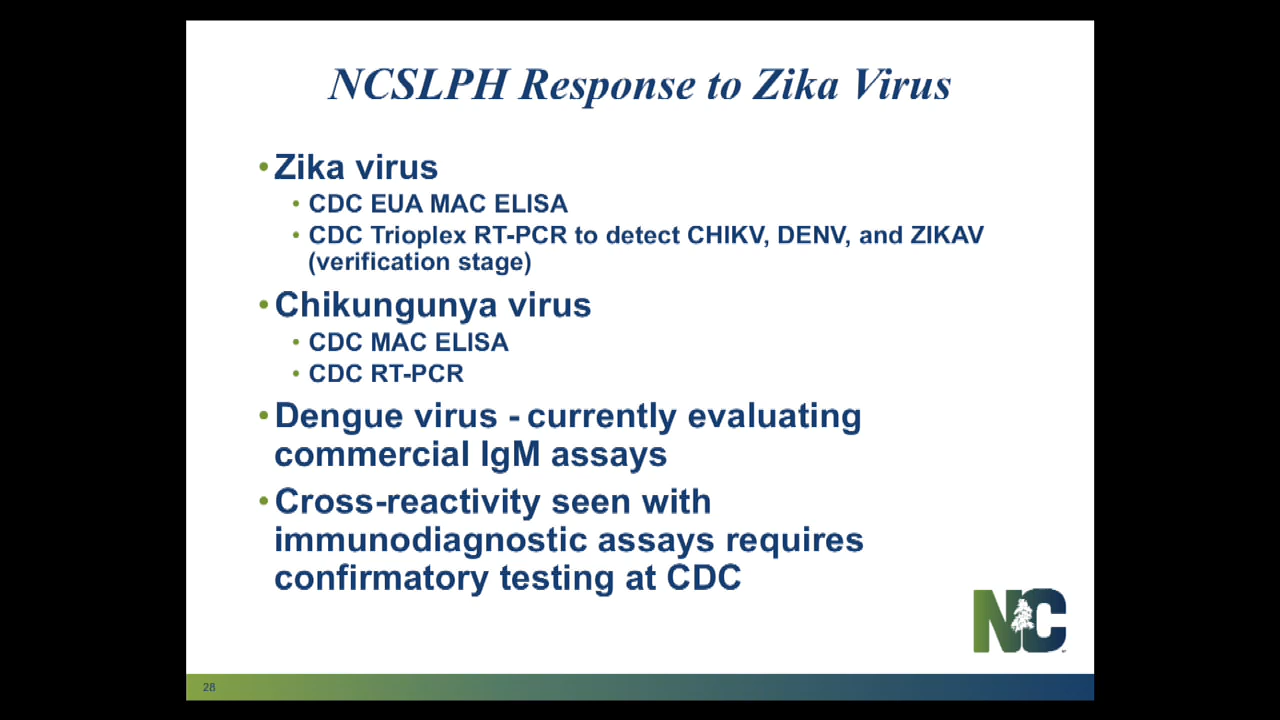 NCSLPH Response to Zika Virus
•Zika virus
• CDC EUA MAC ELISA
• CDC Trioplex RT-PCR to detect CHIKV, DENV, and ZIKAV
(verification stage)
•Chikungunya virus
• CDC MAC ELISA
• CDC RT-PCR
•Dengue virus - currently evaluating
commercial IgM assays
•Cross-reactivity seen with
immunodiagnostic assays requires
confirmatory testing at CDC
NC
28